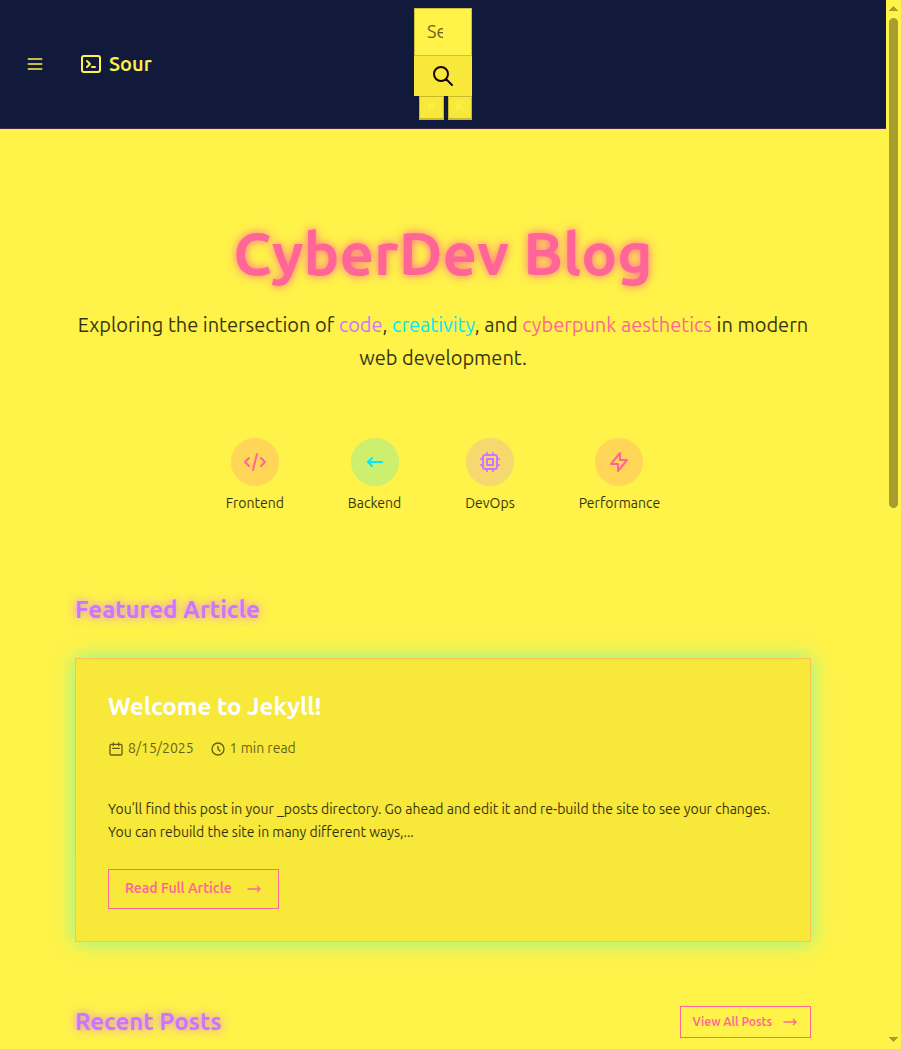 Sour
Se
CyberDev Blog
Exploring the intersection of code, creativity, and cyberpunk aesthetics in modern
web development.
Frontend
Backend
DevOps
Performance
Featured Article
Welcome to Jekyll!
8/15/2025 1 min read
You’ll find this post in your _posts directory. Go ahead and edit it and re-build the site to see your changes.
You can rebuild the site in many different ways,...
Read Full Article
Recent Posts
View All Posts